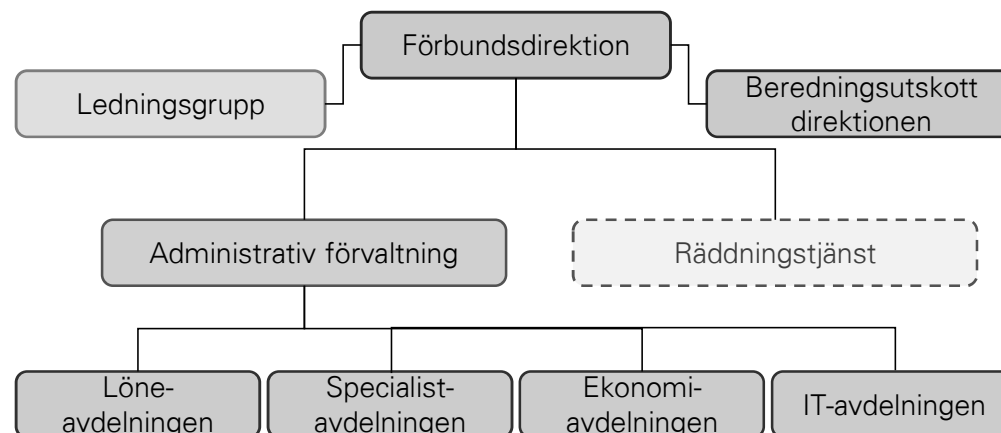 Förbundsdirektion
Ledningsgrupp
Beredningsutskott
direktionen
Administrativ förvaltning
Räddningstjänst
Löne-
avdelningen
Specialist-
avdelningen
Ekonomi-
avdelningen
IT-avdelningen